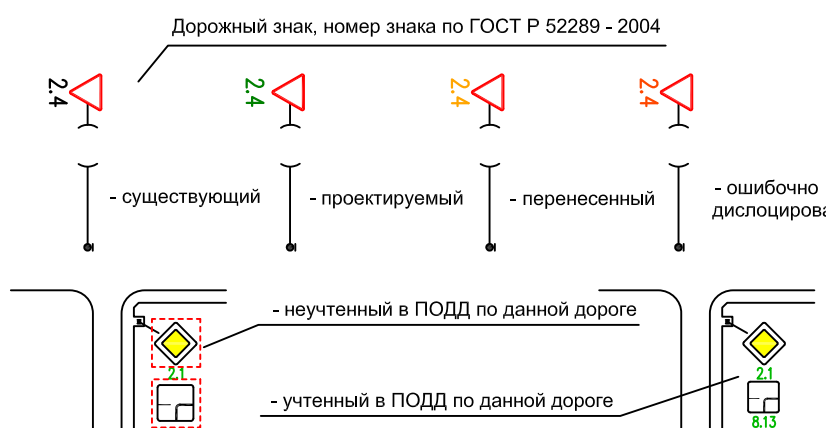 Дорожный знак, номер знака по ГОСТ Р 52289 - 2004
2.4 2.4 2.4 2.4
- существующий - проектируемый - перенесенный - ошибочно
дислоцирова
- неучтенный в ПОДД по данной дороге
2.1 2.1
- учтенный в ПОДД по данной дороге
8.13